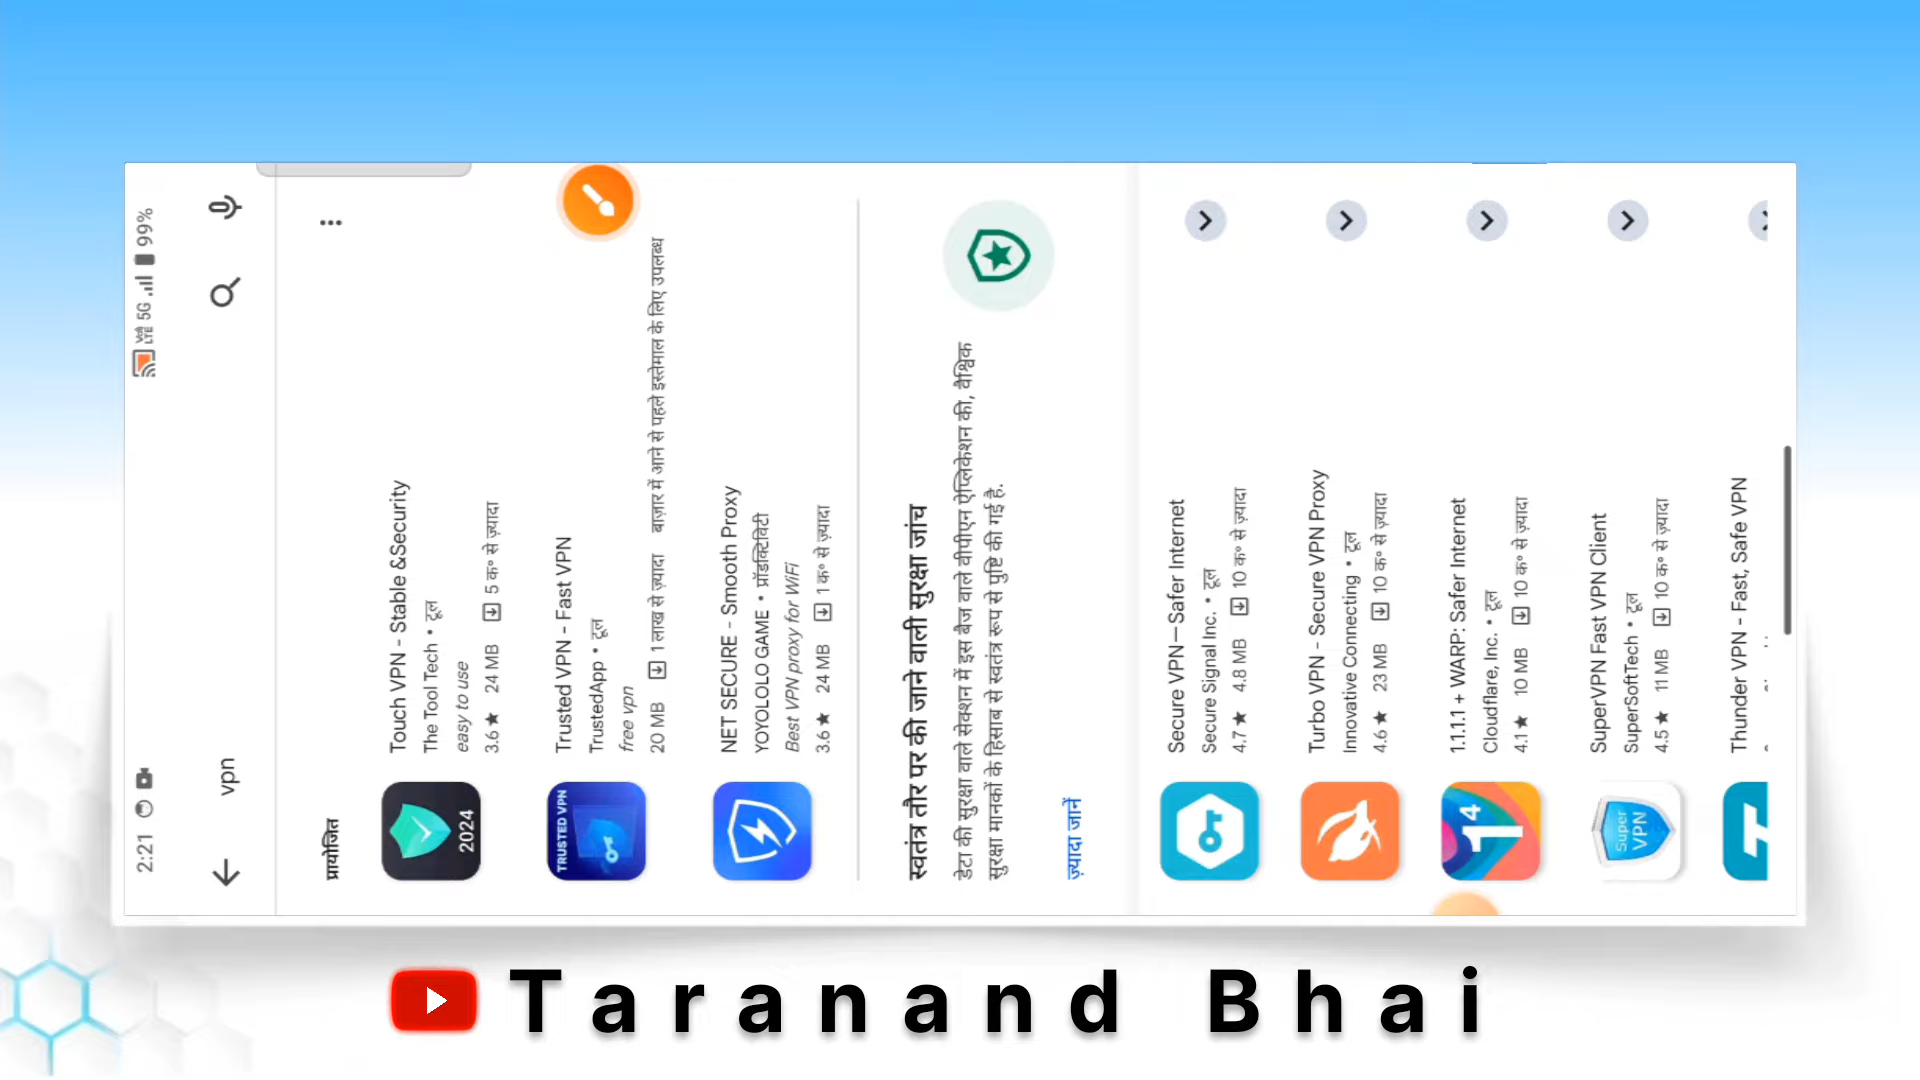 2:21
VoLTE 5G 99%
vpn
प्रायोजित
2024
Touch VPN - Stable &Security
The Tool Tech • टूल
easy to use
3.6★ 24 MB 5 क॰ से ज़्यादा
TRUSTED VPN
Trusted VPN - Fast VPN
TrustedApp • टूल
free vpn
20 MB 1 लाख से ज़्यादा बाज़ार में आने से पहले इस्तेमाल के लिए उपलब्ध
NET SECURE - Smooth Proxy
YOYOLOLO GAME • प्रॉडक्टिविटी
Best VPN proxy for WiFi
3.6★ 24 MB 1 क॰ से ज़्यादा
स्वतंत्र तौर पर की जाने वाली सुरक्षा जांच
डेटा की सुरक्षा वाले सेक्शन में इस बैज वाले वीपीएन ऐप्लिकेशन की, वैश्विक
सुरक्षा मानकों के हिसाब से स्वतंत्र रूप से पुष्टि की गई है.
ज़्यादा जानें
Secure VPN—Safer Internet
Secure Signal Inc. • टूल
4.7★ 4.8 MB 10 क॰ से ज़्यादा
Turbo VPN - Secure VPN Proxy
Innovative Connecting • टूल
4.6★ 23 MB 10 क॰ से ज़्यादा
1⁴
1.1.1.1 + WARP: Safer Internet
Cloudflare, Inc. • टूल
4.1★ 10 MB 10 क॰ से ज़्यादा
Super
VPN
SuperVPN Fast VPN Client
SuperSoftTech • टूल
4.5★ 11 MB 10 क॰ से ज़्यादा
Thunder VPN - Fast, Safe VPN
Taranand Bhai